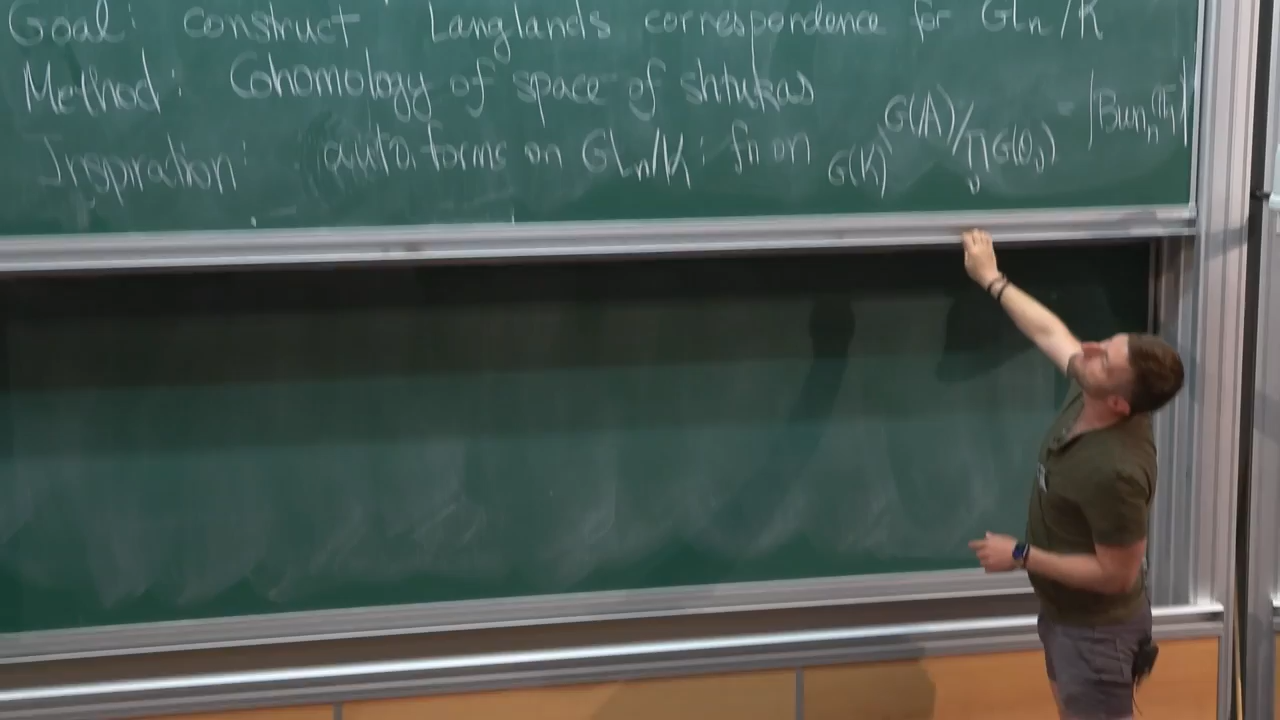 Goal: construct Langlands correspondence for GLn/K
Method: Cohomology of space of shtukas
Inspiration: auto. forms on GLn/K: fn on G(K)\G(A)/∏_v G(O_v) = |Bun_n(F_q)|